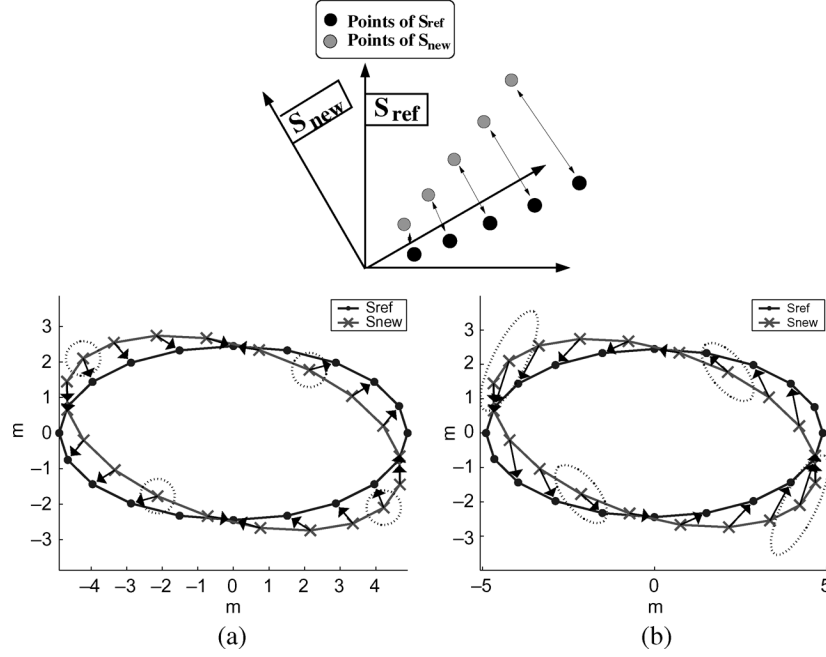 Points of Sref
Points of Snew
Snew
Sref
Sref
Snew
3
2
1
0
−1
−2
−3
m
−4 −3 −2 −1 0 1 2 3 4
m
(a)
Sref
Snew
3
2
1
0
−1
−2
−3
m
−5 0 5
m
(b)